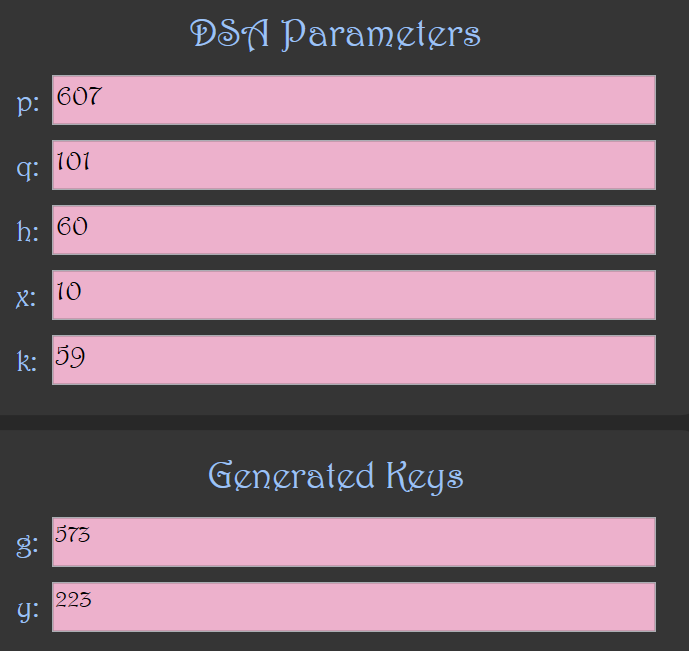 DSA Parameters
p: 607
q: 101
h: 60
x: 10
k: 59
Generated Keys
g: 573
y: 223